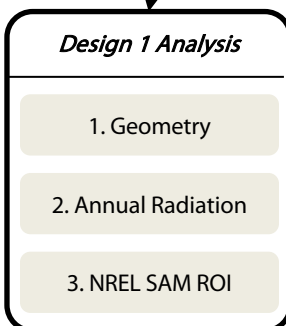 Design 1 Analysis
1. Geometry
2. Annual Radiation
3. NREL SAM ROI